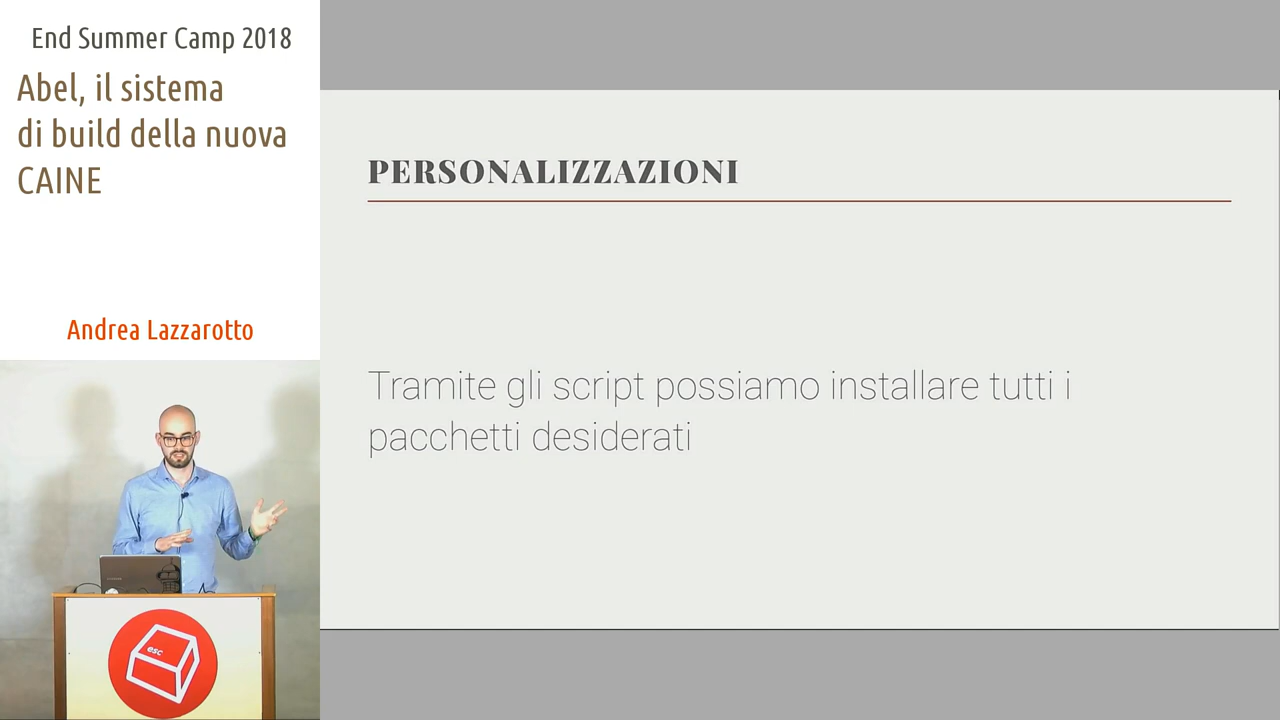 End Summer Camp 2018
Abel, il sistema
di build della nuova
CAINE
Andrea Lazzarotto
PERSONALIZZAZIONI
Tramite gli script possiamo installare tutti i
pacchetti desiderati
esc